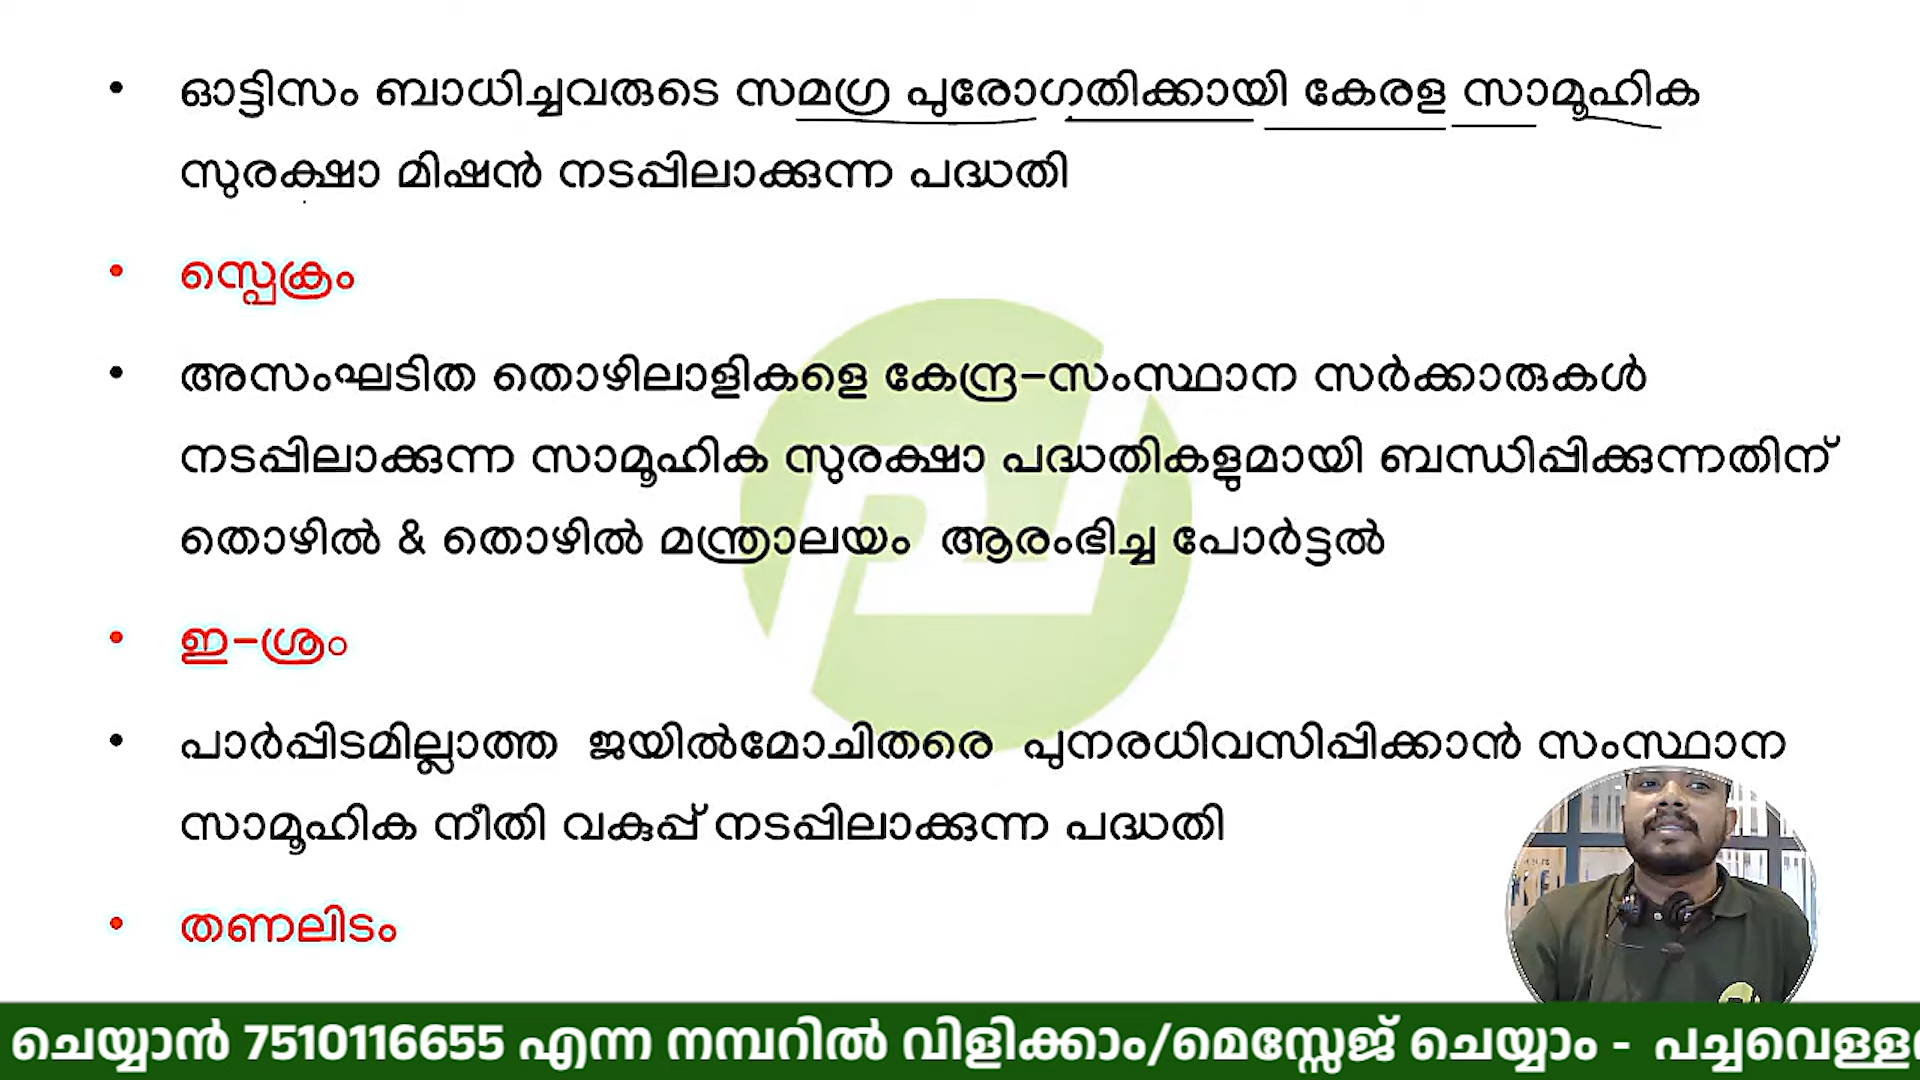 • ഓട്ടിസം ബാധിച്ചവരുടെ സമഗ്ര പുരോഗതിക്കായി കേരള സാമൂഹിക
സുരക്ഷാ മിഷൻ നടപ്പിലാക്കുന്ന പദ്ധതി
• സ്പെക്രം
• അസംഘടിത തൊഴിലാളികളെ കേന്ദ്ര-സംസ്ഥാന സർക്കാരുകൾ
നടപ്പിലാക്കുന്ന സാമൂഹിക സുരക്ഷാ പദ്ധതികളുമായി ബന്ധിപ്പിക്കുന്നതിന്
തൊഴിൽ & തൊഴിൽ മന്ത്രാലയം ആരംഭിച്ച പോർട്ടൽ
• ഇ-ശ്രം
• പാർപ്പിടമില്ലാത്ത ജയിൽമോചിതരെ പുനരധിവസിപ്പിക്കാൻ സംസ്ഥാന
സാമൂഹിക നീതി വകുപ്പ് നടപ്പിലാക്കുന്ന പദ്ധതി
• തണലിടം
ചെയ്യാൻ 7510116655 എന്ന നമ്പറിൽ വിളിക്കാം/മെസ്സേജ് ചെയ്യാം - പച്ചവെള്ള